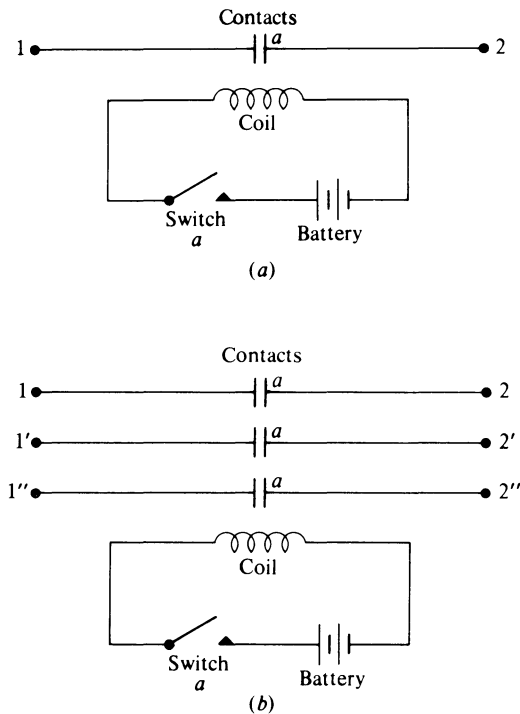 Contacts
1 a 2
Coil
Switch
a
Battery
(a)
Contacts
1 a 2
1' a 2'
1'' a 2''
Coil
Switch
a
Battery
(b)